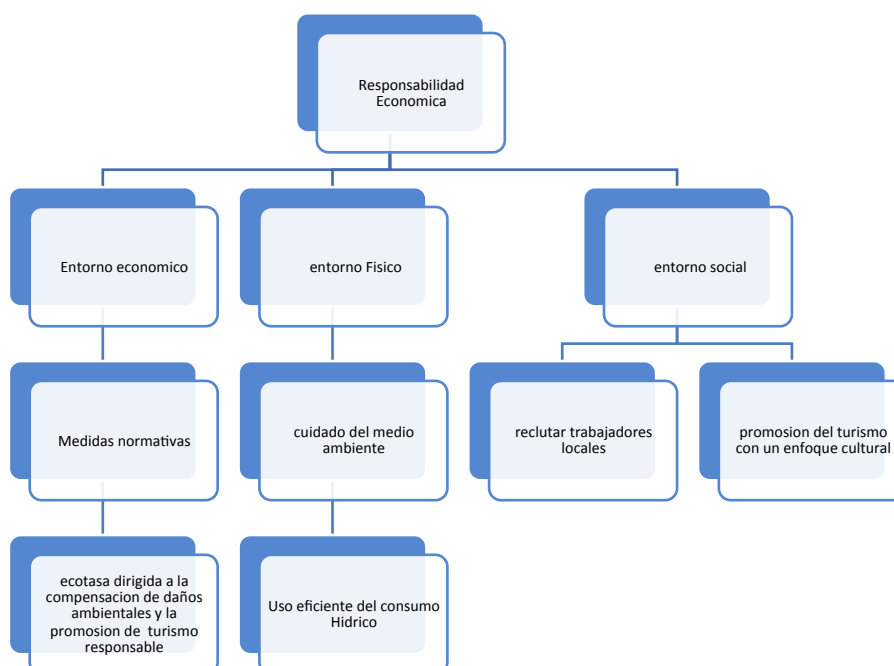 Responsabilidad
Economica
Entorno economico
entorno Fisico
entorno social
Medidas normativas
cuidado del medio
ambiente
reclutar trabajadores
locales
promosion del turismo
con un enfoque cultural
ecotasa dirigida a la
compensacion de daños
ambientales y la
promosion de turismo
responsable
Uso eficiente del consumo
Hidrico